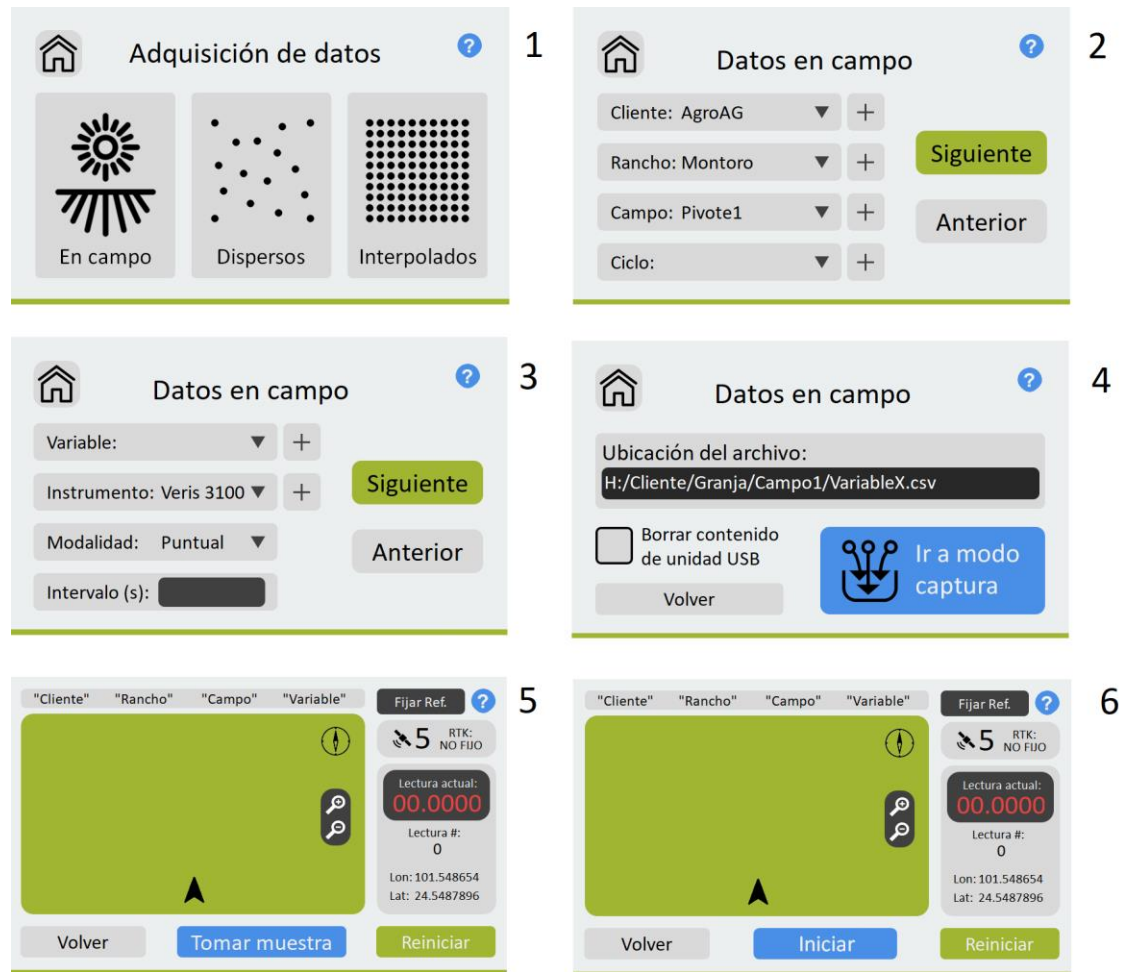 Adquisición de datos
?
1
En campo
Dispersos
Interpolados
Datos en campo
?
2
Cliente: AgroAG
+
Rancho: Montoro
+
Campo: Pivote1
+
Ciclo:
+
Siguiente
Anterior
Datos en campo
?
3
Variable:
+
Instrumento: Veris 3100
+
Modalidad: Puntual
Intervalo (s):
Siguiente
Anterior
Datos en campo
?
4
Ubicación del archivo:
H:/Cliente/Granja/Campo1/VariableX.csv
Borrar contenido
de unidad USB
Volver
Ir a modo
captura
"Cliente" "Rancho" "Campo" "Variable"
Fijar Ref.
?
5
5 RTK:
NO FIJO
Lectura actual:
00.0000
Lectura #:
0
Lon: 101.548654
Lat: 24.5487896
Volver
Tomar muestra
Reiniciar
"Cliente" "Rancho" "Campo" "Variable"
Fijar Ref.
?
6
5 RTK:
NO FIJO
Lectura actual:
00.0000
Lectura #:
0
Lon: 101.548654
Lat: 24.5487896
Volver
Iniciar
Reiniciar